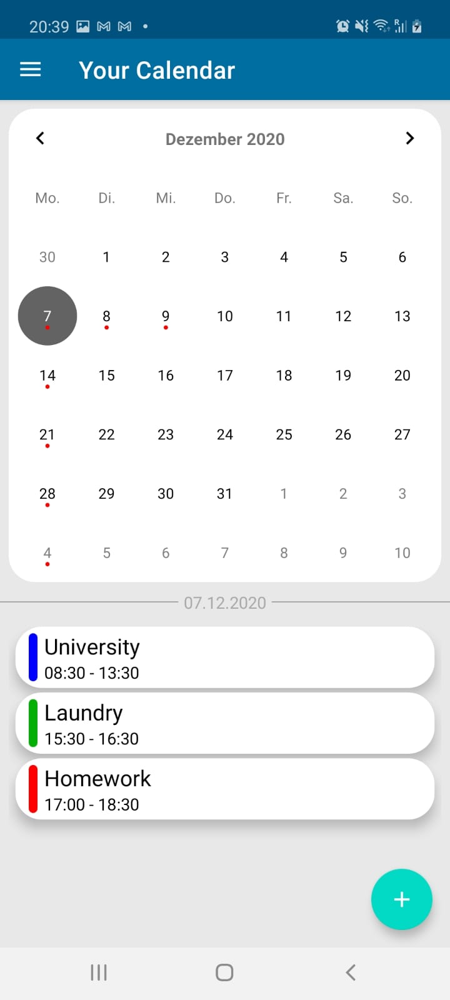 20:39
Your Calendar
Dezember 2020
Mo. Di. Mi. Do. Fr. Sa. So.
30 1 2 3 4 5 6
7 8 9 10 11 12 13
14 15 16 17 18 19 20
21 22 23 24 25 26 27
28 29 30 31 1 2 3
4 5 6 7 8 9 10
07.12.2020
University
08:30 - 13:30
Laundry
15:30 - 16:30
Homework
17:00 - 18:30